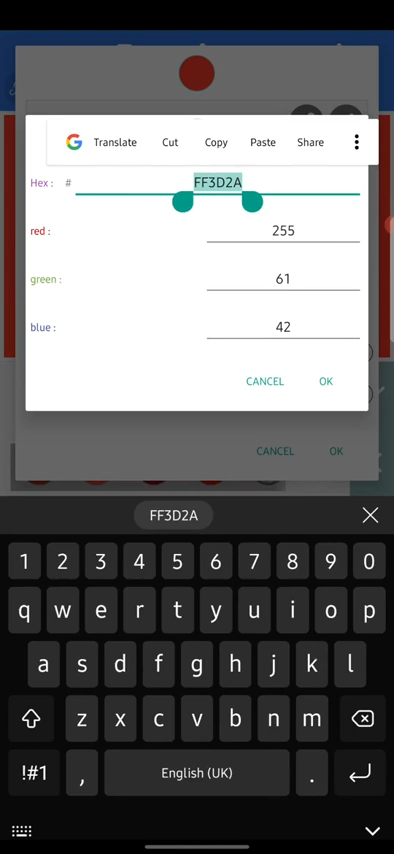 Translate Cut Copy Paste Share
Hex : # FF3D2A
red : 255
green : 61
blue : 42
CANCEL OK
CANCEL OK
FF3D2A
1 2 3 4 5 6 7 8 9 0
q w e r t y u i o p
a s d f g h j k l
z x c v b n m
!#1 , English (UK) .